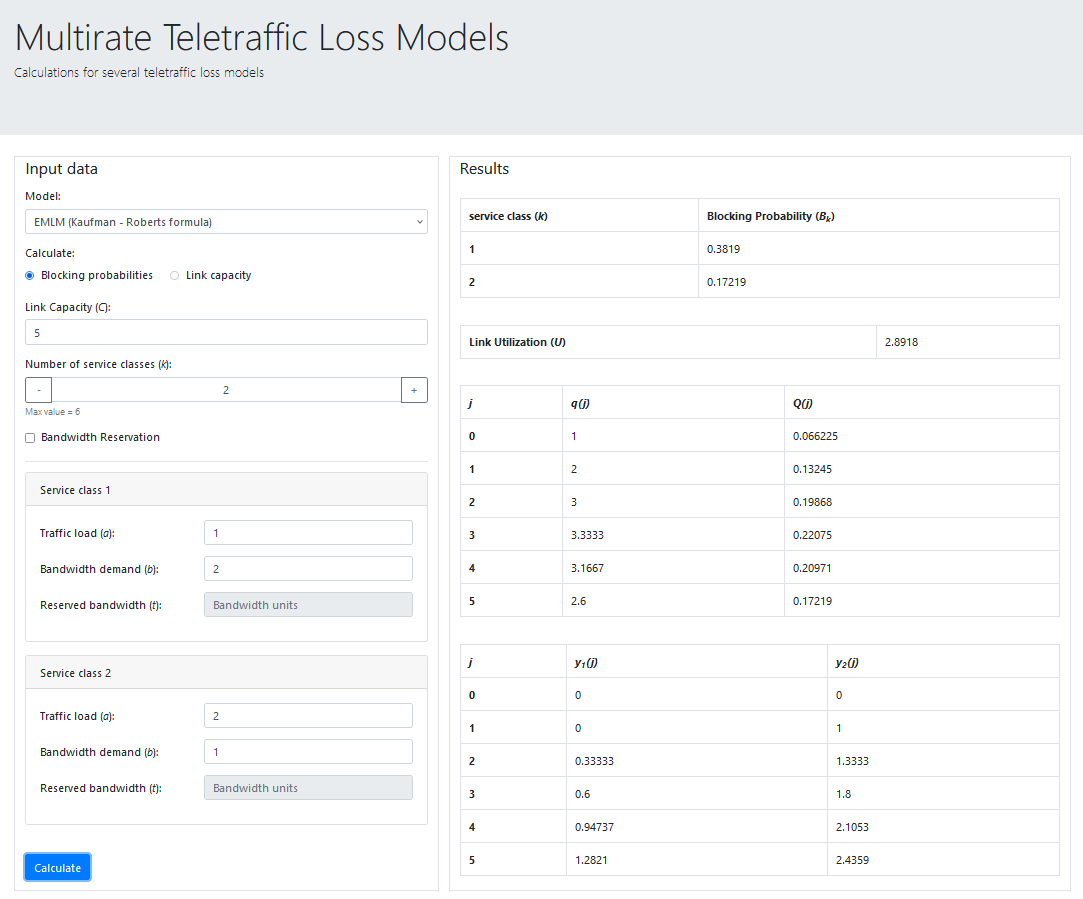 Multirate Teletraffic Loss Models
Calculations for several teletraffic loss models
Input data
Model:
EMLM (Kaufman - Roberts formula)
Calculate:
Blocking probabilities Link capacity
Link Capacity (C):
5
Number of service classes (k):
- 2 +
Max value = 6
Bandwidth Reservation
Service class 1
Traffic load (a): 1
Bandwidth demand (b): 2
Reserved bandwidth (t): Bandwidth units
Service class 2
Traffic load (a): 2
Bandwidth demand (b): 1
Reserved bandwidth (t): Bandwidth units
Calculate
Results
service class (k) Blocking Probability (Bk)
1 0.3819
2 0.17219
Link Utilization (U) 2.8918
j q(j) Q(j)
0 1 0.066225
1 2 0.13245
2 3 0.19868
3 3.3333 0.22075
4 3.1667 0.20971
5 2.6 0.17219
j y1(j) y2(j)
0 0 0
1 0 1
2 0.33333 1.3333
3 0.6 1.8
4 0.94737 2.1053
5 1.2821 2.4359